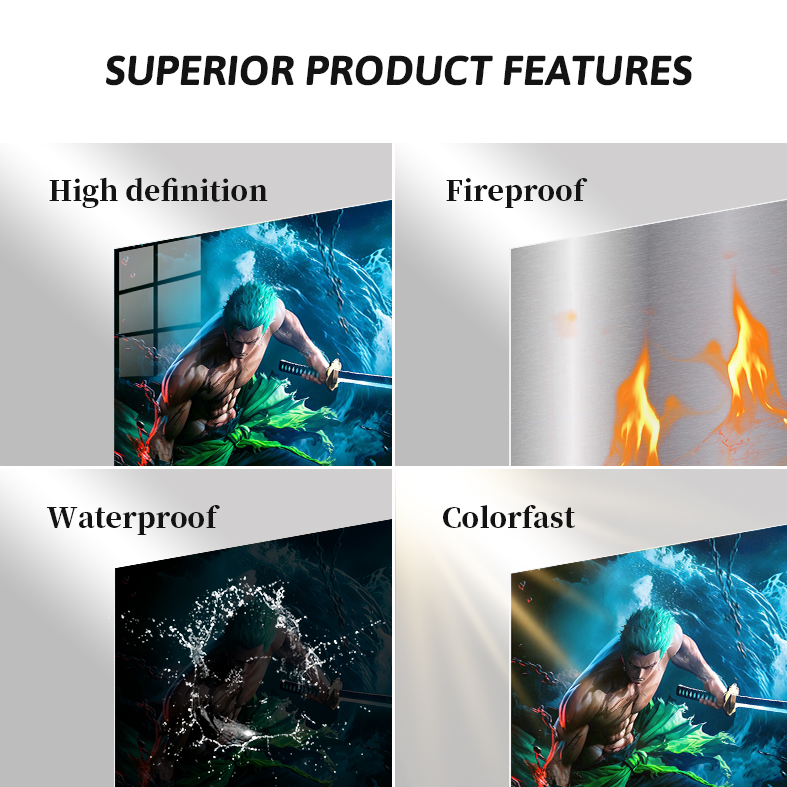 SUPERIOR PRODUCT FEATURES
High definition
Fireproof
Waterproof
Colorfast